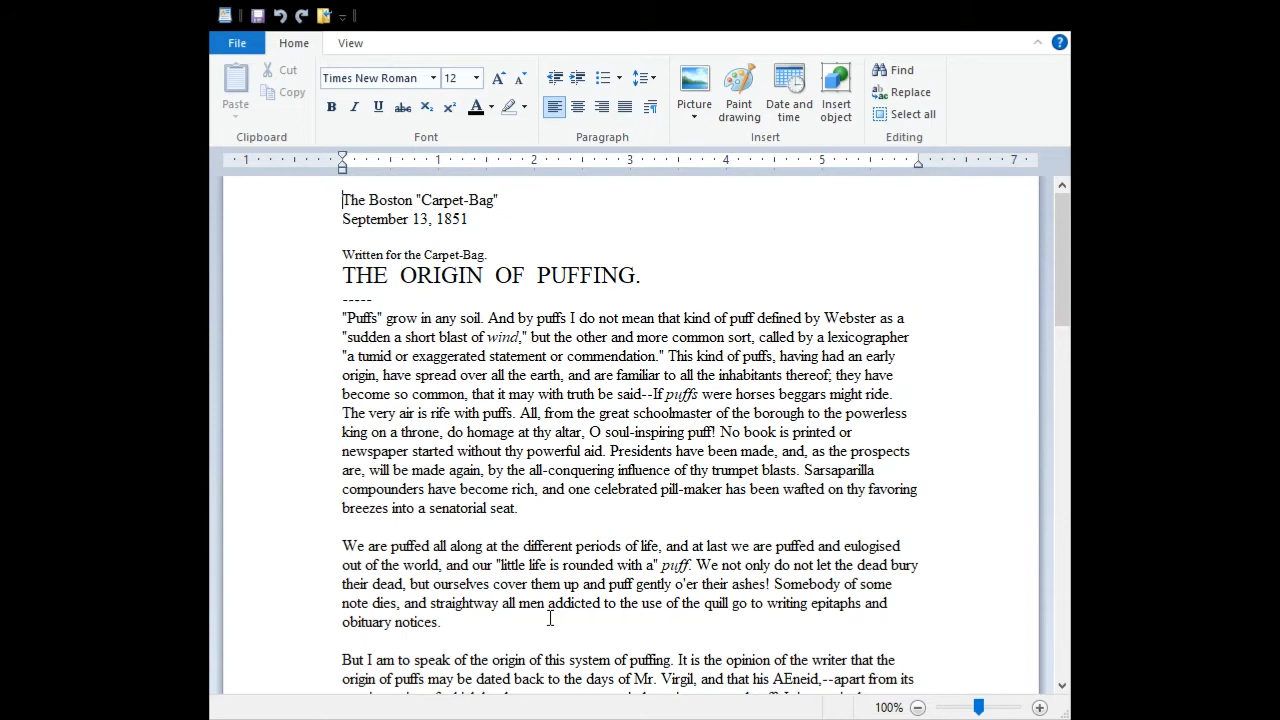 File Home View
Paste
Cut
Copy
Clipboard
Times New Roman 12
B I U abc X₂ X² A
Font
Paragraph
Picture
Paint drawing
Date and time
Insert object
Insert
Find
Replace
Select all
Editing
1 1 2 3 4 5 7
The Boston "Carpet-Bag"
September 13, 1851
Written for the Carpet-Bag.
THE ORIGIN OF PUFFING.
-----
"Puffs" grow in any soil. And by puffs I do not mean that kind of puff defined by Webster as a
"sudden a short blast of wind," but the other and more common sort, called by a lexicographer
"a tumid or exaggerated statement or commendation." This kind of puffs, having had an early
origin, have spread over all the earth, and are familiar to all the inhabitants thereof; they have
become so common, that it may with truth be said--If puffs were horses beggars might ride.
The very air is rife with puffs. All, from the great schoolmaster of the borough to the powerless
king on a throne, do homage at thy altar, O soul-inspiring puff! No book is printed or
newspaper started without thy powerful aid. Presidents have been made, and, as the prospects
are, will be made again, by the all-conquering influence of thy trumpet blasts. Sarsaparilla
compounders have become rich, and one celebrated pill-maker has been wafted on thy favoring
breezes into a senatorial seat.
We are puffed all along at the different periods of life, and at last we are puffed and eulogised
out of the world, and our "little life is rounded with a" puff. We not only do not let the dead bury
their dead, but ourselves cover them up and puff gently o'er their ashes! Somebody of some
note dies, and straightway all men addicted to the use of the quill go to writing epitaphs and
obituary notices.
But I am to speak of the origin of this system of puffing. It is the opinion of the writer that the
origin of puffs may be dated back to the days of Mr. Virgil, and that his AEneid,--apart from its
100%